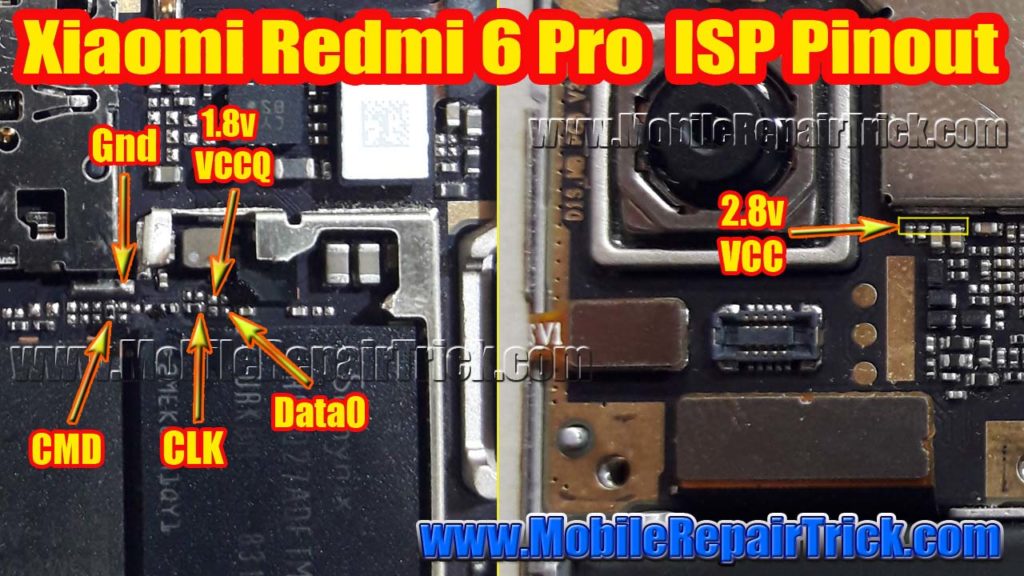 Xiaomi Redmi 6 Pro ISP Pinout
Gnd
1.8v
VCCQ
www.MobileRepairTrick.com
2.8v
VCC
www.MobileRepairTrick.com
CMD
CLK
Data0
www.MobileRepairTrick.com